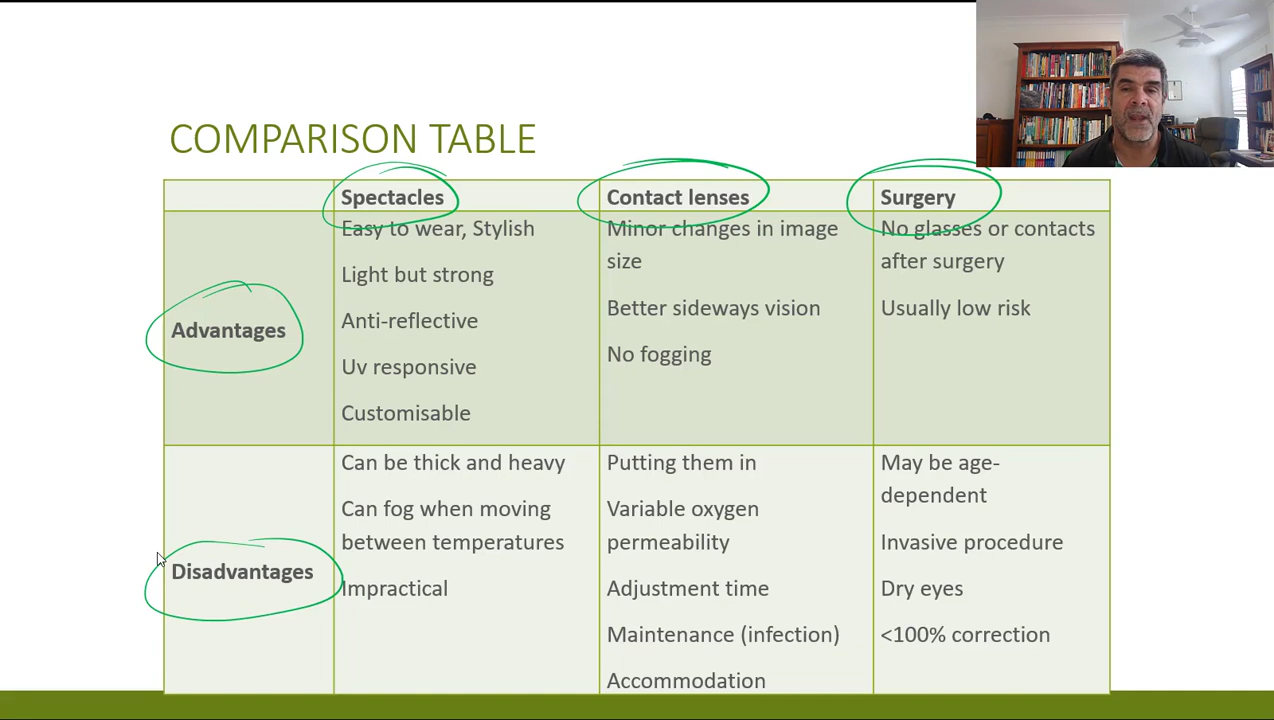 COMPARISON TABLE
Spectacles
Contact lenses
Surgery
Advantages
Easy to wear, Stylish
Light but strong
Anti-reflective
Uv responsive
Customisable
Minor changes in image
size
Better sideways vision
No fogging
No glasses or contacts
after surgery
Usually low risk
Disadvantages
Can be thick and heavy
Can fog when moving
between temperatures
Impractical
Putting them in
Variable oxygen
permeability
Adjustment time
Maintenance (infection)
Accommodation
May be age-
dependent
Invasive procedure
Dry eyes
<100% correction